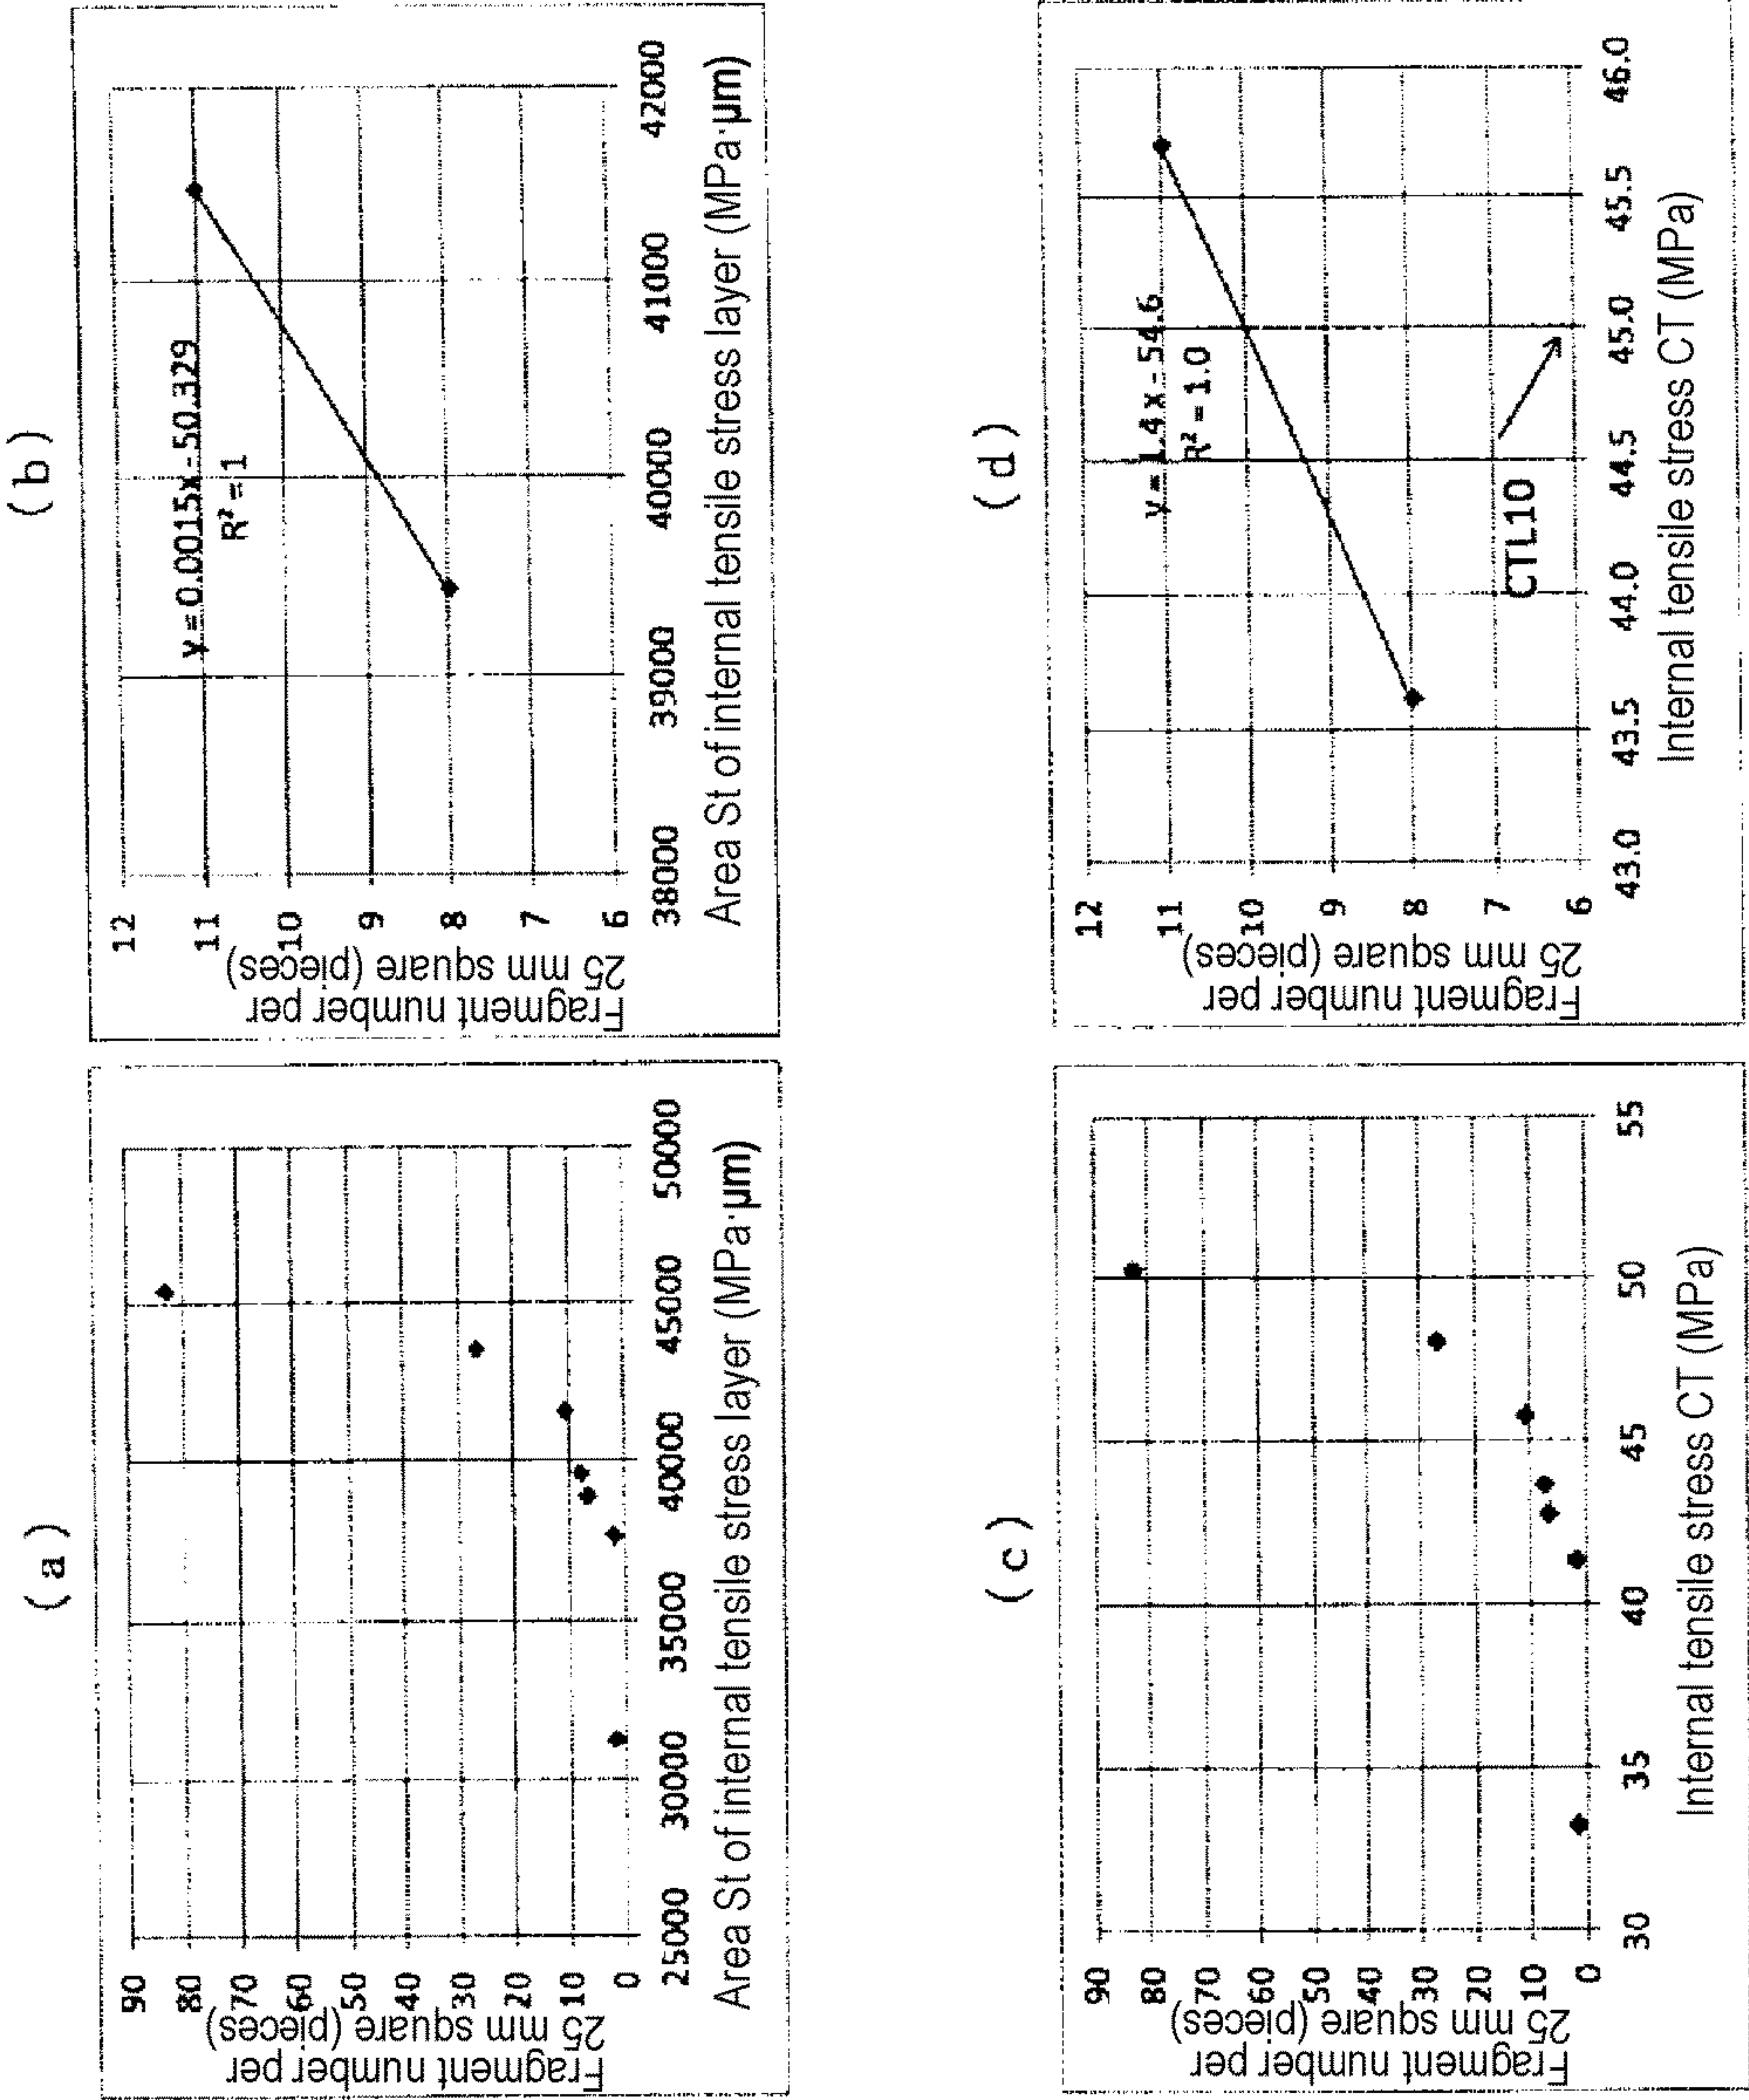 (a)
90
80
70
60
50
40
30
20
10
0
Fragment number per
25 mm square (pieces)
25000 30000 35000 40000 45000 50000
Area St of internal tensile stress layer (MPa·μm)
(b)
12
11
10
9
8
7
6
Fragment number per
25 mm square (pieces)
y = 0.0015x - 50.329
R² = 1
38000 39000 40000 41000 42000
Area St of internal tensile stress layer (MPa·μm)
(c)
90
80
70
60
50
40
30
20
10
0
Fragment number per
25 mm square (pieces)
30 35 40 45 50 55
Internal tensile stress CT (MPa)
(d)
12
11
10
9
8
7
6
Fragment number per
25 mm square (pieces)
y = 1.4x - 54.6
R² = 1.0
CTL10
43.0 43.5 44.0 44.5 45.0 45.5 46.0
Internal tensile stress CT (MPa)